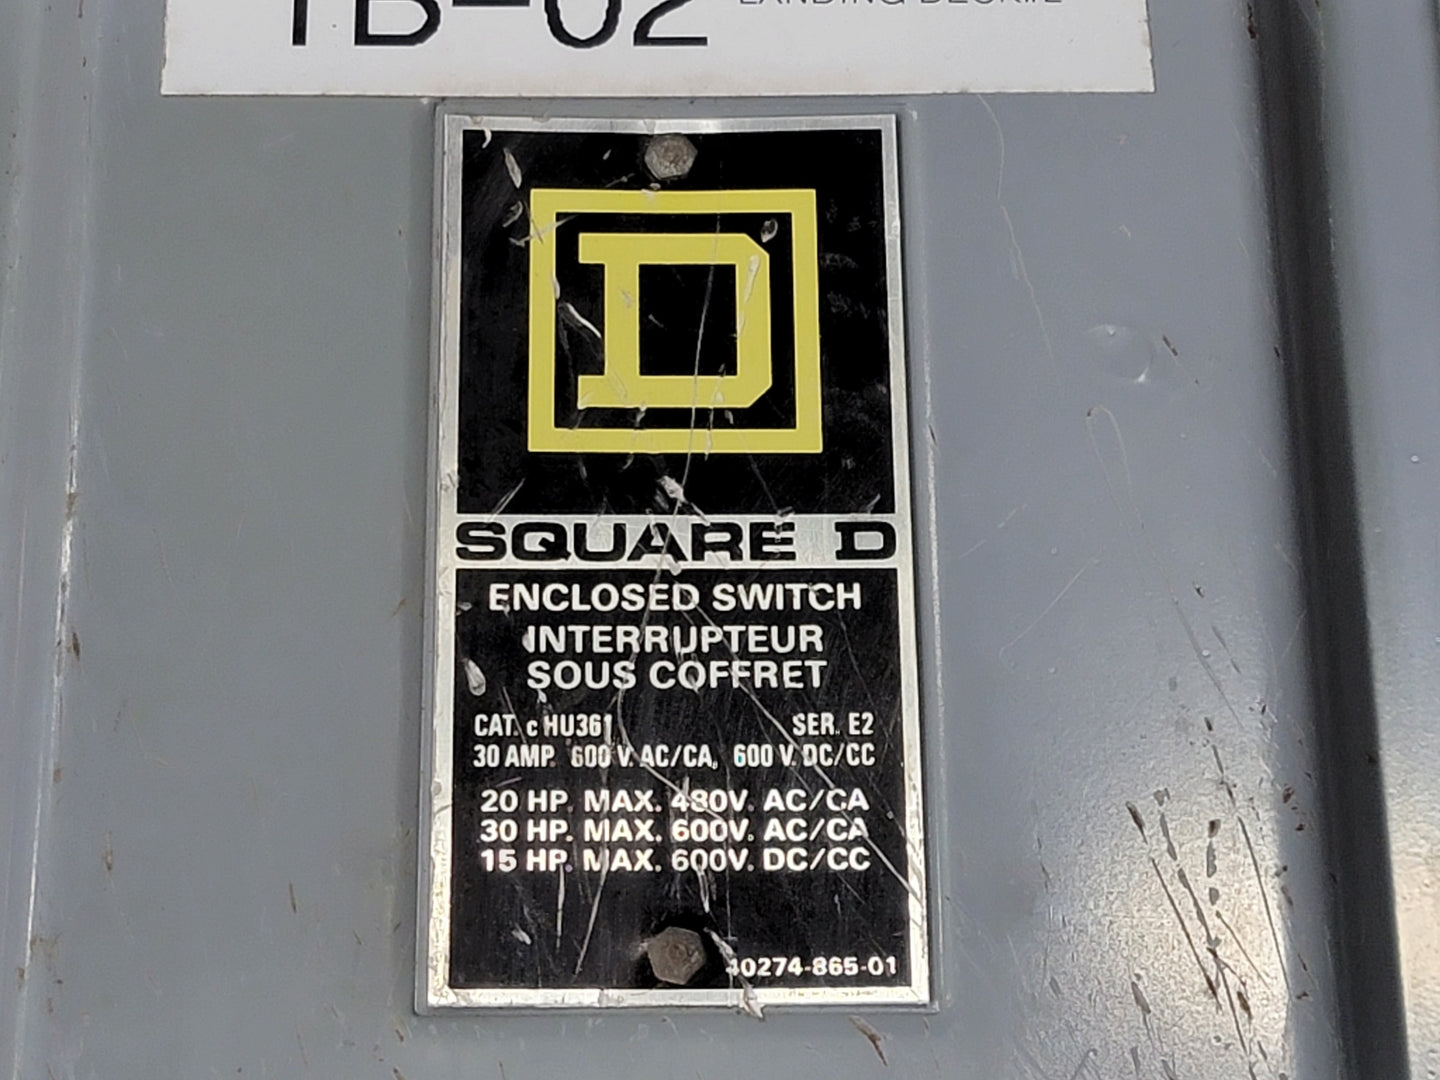 TB-02
D
SQUARE D
ENCLOSED SWITCH
INTERRUPTEUR
SOUS COFFRET
CAT. c HU361 SER. E2
30 AMP. 600 V. AC/CA, 600 V. DC/CC
20 HP. MAX. 480V. AC/CA
30 HP. MAX. 600V. AC/CA
15 HP. MAX. 600V. DC/CC
40274-865-01